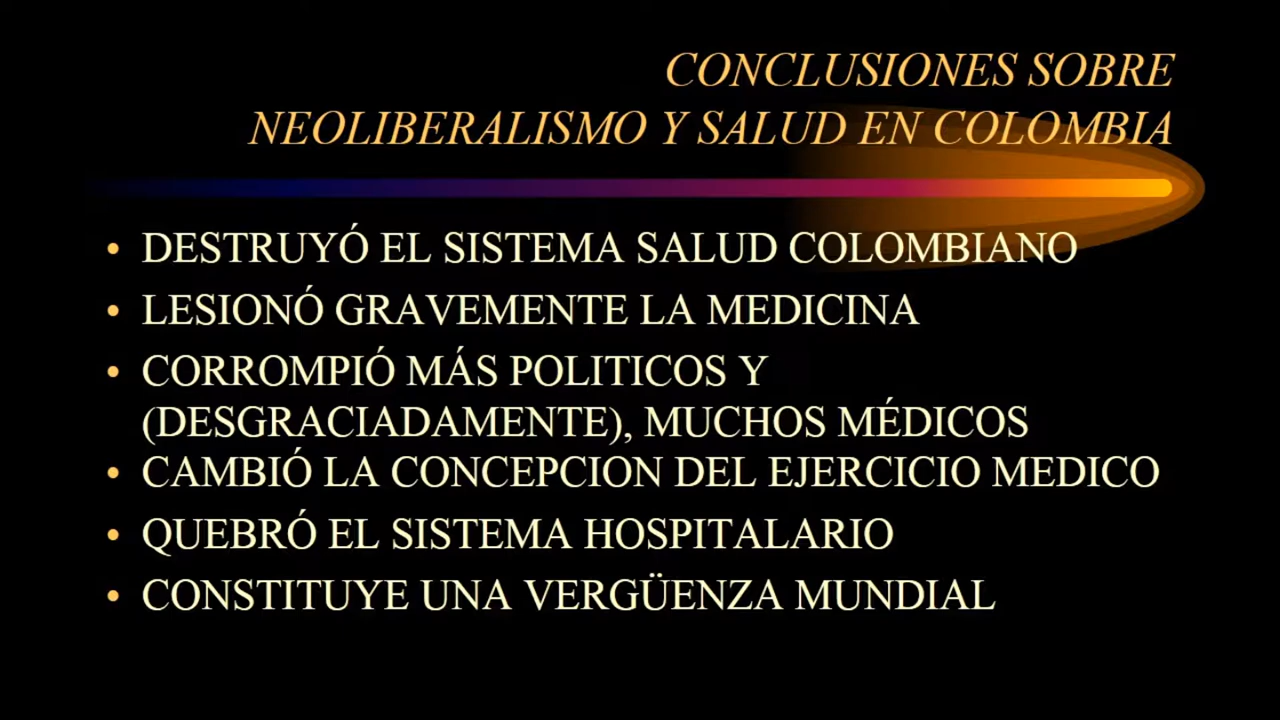 CONCLUSIONES SOBRE
NEOLIBERALISMO Y SALUD EN COLOMBIA
• DESTRUYÓ EL SISTEMA SALUD COLOMBIANO
• LESIONÓ GRAVEMENTE LA MEDICINA
• CORROMPIÓ MÁS POLITICOS Y
(DESGRACIADAMENTE), MUCHOS MÉDICOS
• CAMBIÓ LA CONCEPCION DEL EJERCICIO MEDICO
• QUEBRÓ EL SISTEMA HOSPITALARIO
• CONSTITUYE UNA VERGÜENZA MUNDIAL